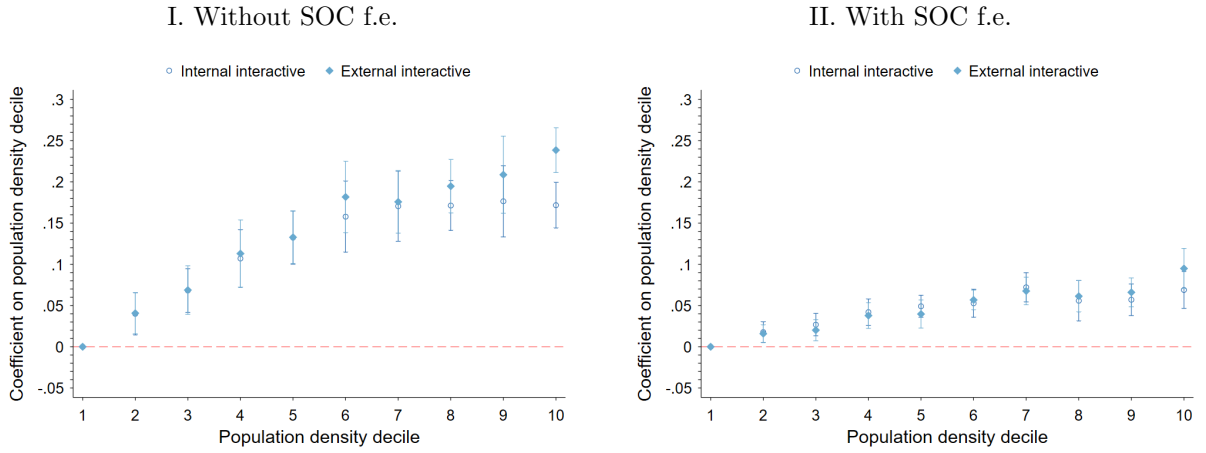 I. Without SOC f.e.
Internal interactive External interactive
Coefficient on population density decile
.3
.25
.2
.15
.1
.05
0
-.05
1 2 3 4 5 6 7 8 9 10
Population density decile
II. With SOC f.e.
Internal interactive External interactive
Coefficient on population density decile
.3
.25
.2
.15
.1
.05
0
-.05
1 2 3 4 5 6 7 8 9 10
Population density decile